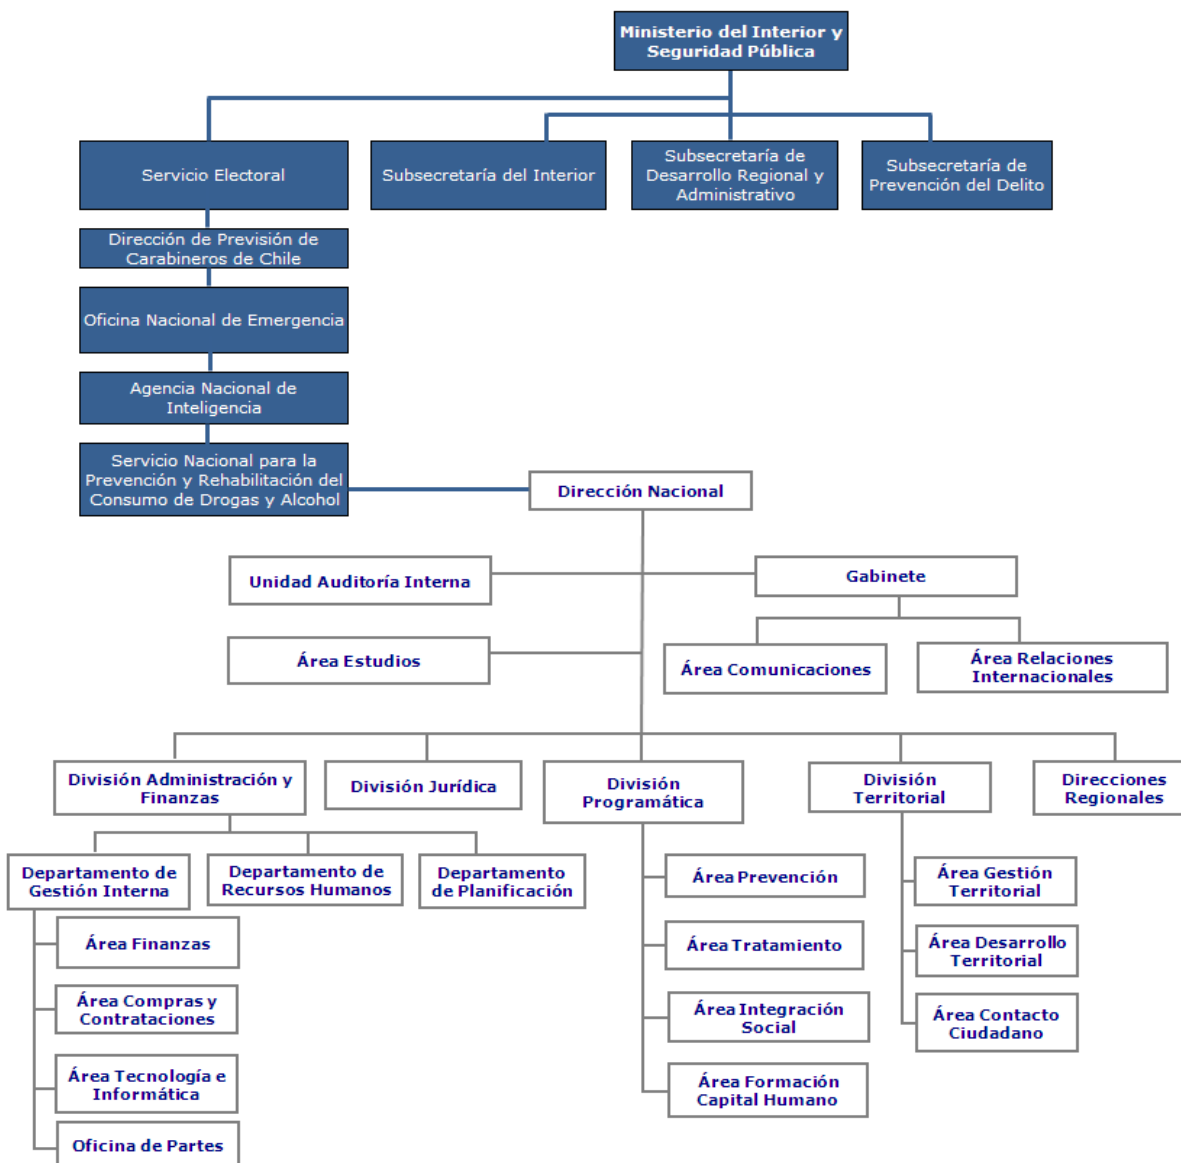 Ministerio del Interior y
Seguridad Pública
Servicio Electoral
Subsecretaría del Interior
Subsecretaría de
Desarrollo Regional y
Administrativo
Subsecretaría de
Prevención del Delito
Dirección de Previsión de
Carabineros de Chile
Oficina Nacional de Emergencia
Agencia Nacional de
Inteligencia
Servicio Nacional para la
Prevención y Rehabilitación del
Consumo de Drogas y Alcohol
Dirección Nacional
Unidad Auditoría Interna
Gabinete
Área Estudios
Área Comunicaciones
Área Relaciones
Internacionales
División Administración y
Finanzas
División Jurídica
División
Programática
División
Territorial
Direcciones
Regionales
Departamento de
Gestión Interna
Departamento de
Recursos Humanos
Departamento
de Planificación
Área Finanzas
Área Compras y
Contrataciones
Área Tecnología e
Informática
Oficina de Partes
Área Prevención
Área Tratamiento
Área Integración
Social
Área Formación
Capital Humano
Área Gestión
Territorial
Área Desarrollo
Territorial
Área Contacto
Ciudadano